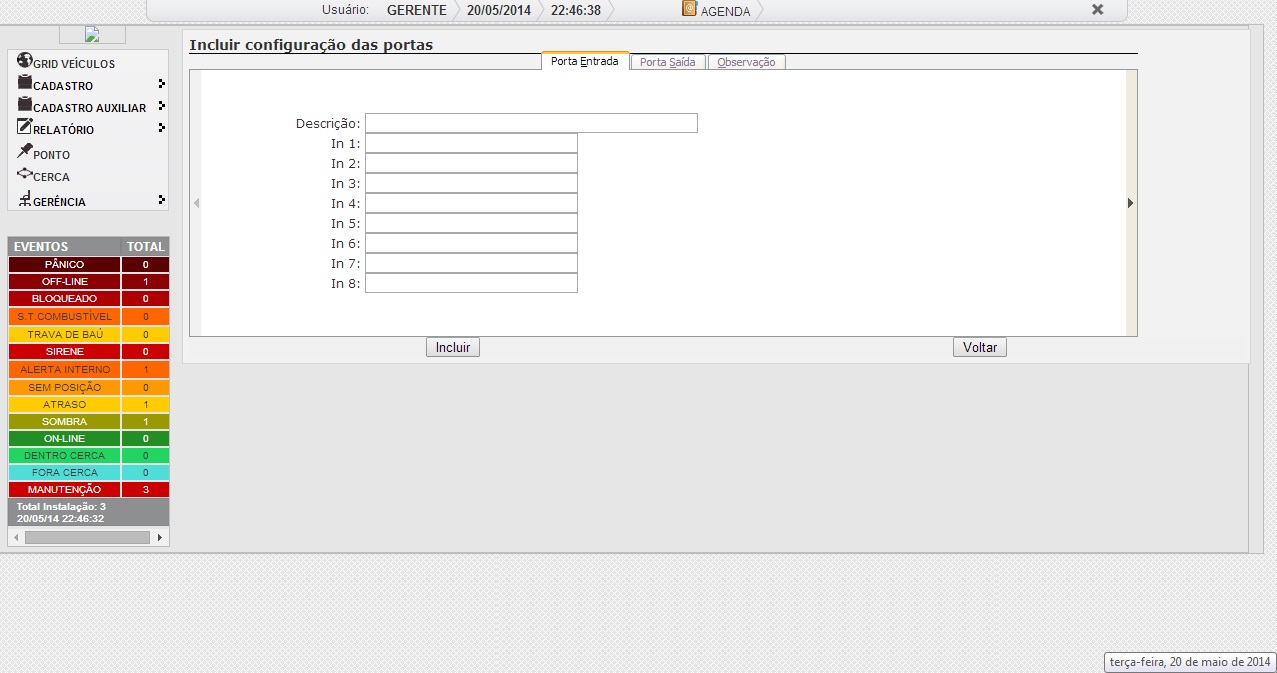 Usuário: GERENTE 20/05/2014 22:46:38 AGENDA
GRID VEÍCULOS
CADASTRO
CADASTRO AUXILIAR
RELATÓRIO
PONTO
CERCA
GERÊNCIA
EVENTOS TOTAL
PÂNICO 0
OFF-LINE 1
BLOQUEADO 0
S.T.COMBUSTÍVEL 0
TRAVA DE BAÚ 0
SIRENE 0
ALERTA INTERNO 1
SEM POSIÇÃO 0
ATRASO 1
SOMBRA 1
ON-LINE 0
DENTRO CERCA 0
FORA CERCA 0
MANUTENÇÃO 3
Total Instalação: 3
20/05/14 22:46:32
Incluir configuração das portas
Porta Entrada Porta Saída Observação
Descrição:
In 1:
In 2:
In 3:
In 4:
In 5:
In 6:
In 7:
In 8:
Incluir Voltar
terça-feira, 20 de maio de 2014